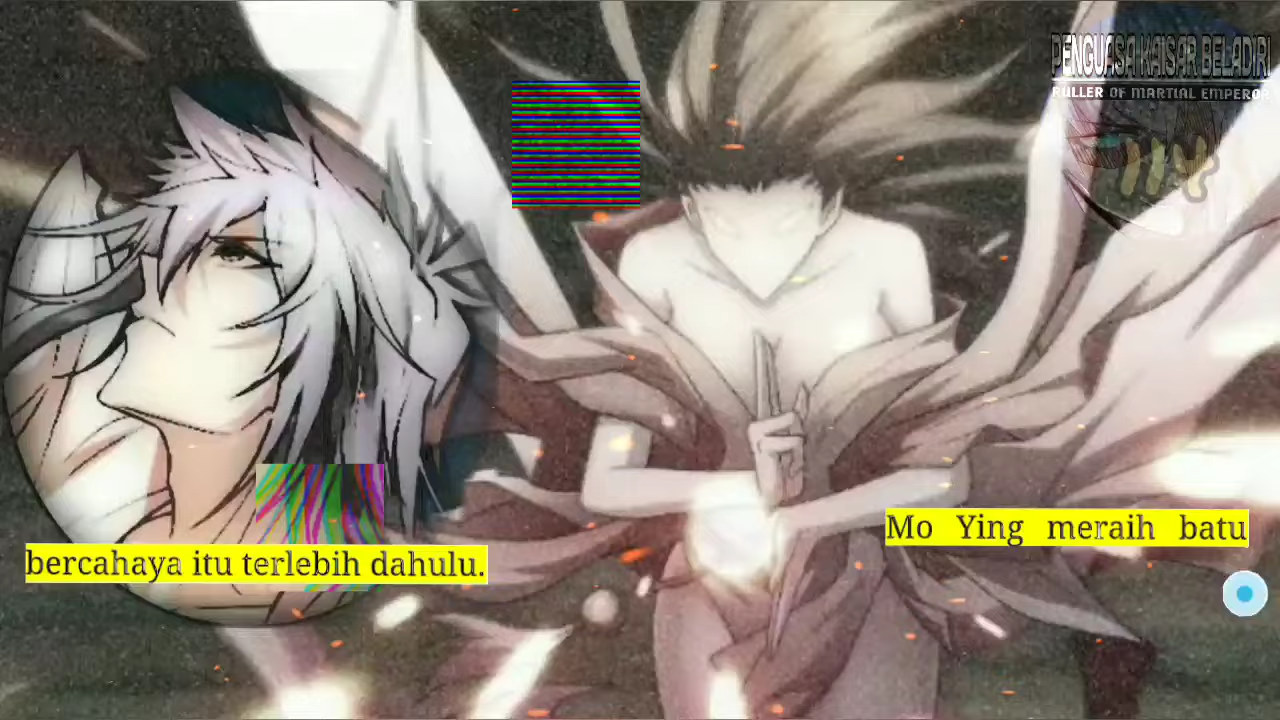 PENGUASA KAISAR BELADIRI
RULLER OF MARTIAL EMPEROR
Mo Ying meraih batu
bercahaya itu terlebih dahulu.